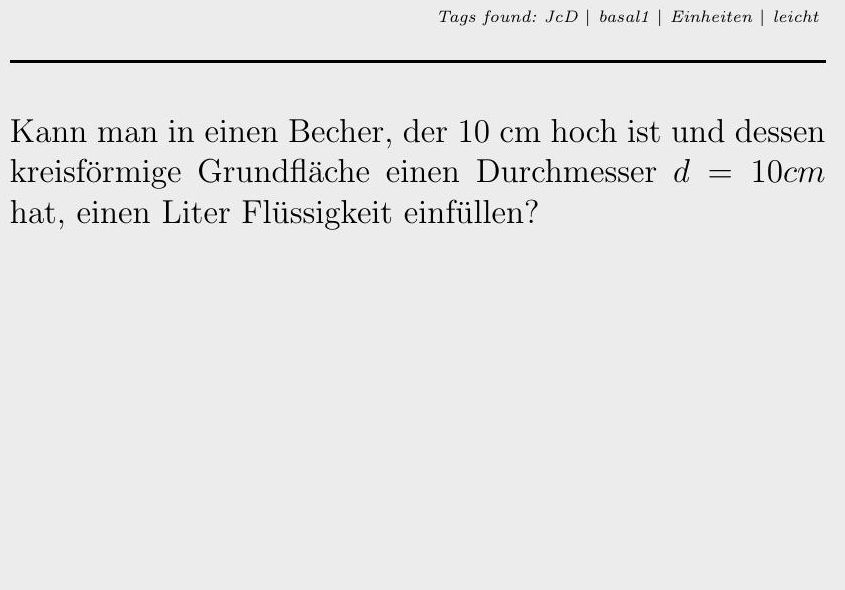 Tags found: JcD | basal1 | Einheiten | leicht
Kann man in einen Becher, der 10 cm hoch ist und dessen
kreisförmige Grundfläche einen Durchmesser d = 10cm
hat, einen Liter Flüssigkeit einfüllen?